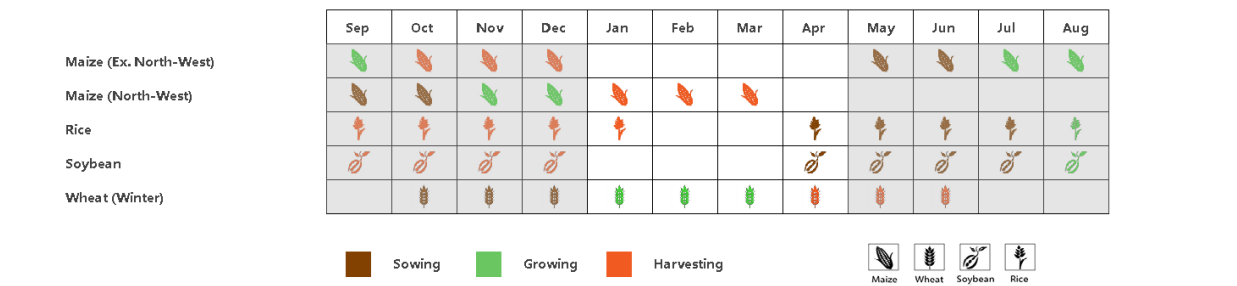 Sep Oct Nov Dec Jan Feb Mar Apr May Jun Jul Aug
Maize (Ex. North-West)
Maize (North-West)
Rice
Soybean
Wheat (Winter)
Sowing Growing Harvesting
Maize Wheat Soybean Rice